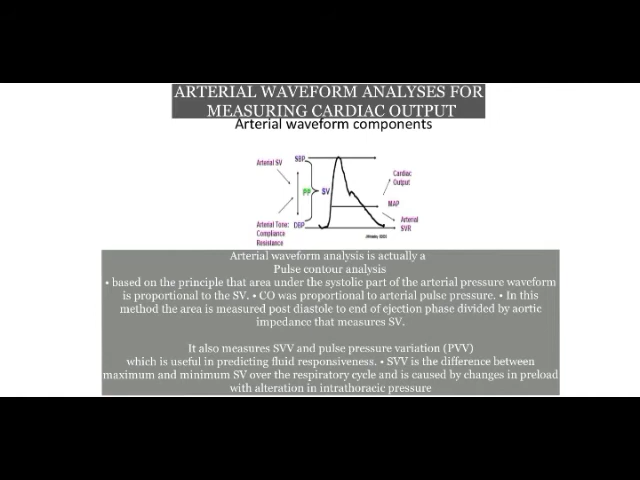 ARTERIAL WAVEFORM ANALYSES FOR
MEASURING CARDIAC OUTPUT
Arterial waveform components
Arterial SV
SBP
Cardiac
Output
PP
SV
MAP
Arterial Tone:
Compliance
Resistance
DBP
Arterial
SVR
Arterial waveform analysis is actually a
Pulse contour analysis
• based on the principle that area under the systolic part of the arterial pressure waveform
is proportional to the SV. • CO was proportional to arterial pulse pressure. • In this
method the area is measured post diastole to end of ejection phase divided by aortic
impedance that measures SV.
It also measures SVV and pulse pressure variation (PVV)
which is useful in predicting fluid responsiveness. • SVV is the difference between
maximum and minimum SV over the respiratory cycle and is caused by changes in preload
with alteration in intrathoracic pressure